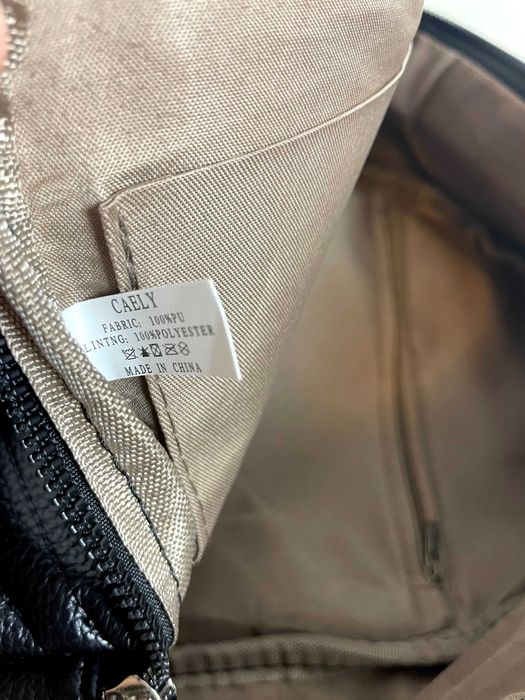 CAELY
FABRIC: 100%PU
LINTNG: 100%POLYESTER
MADE IN CHINA